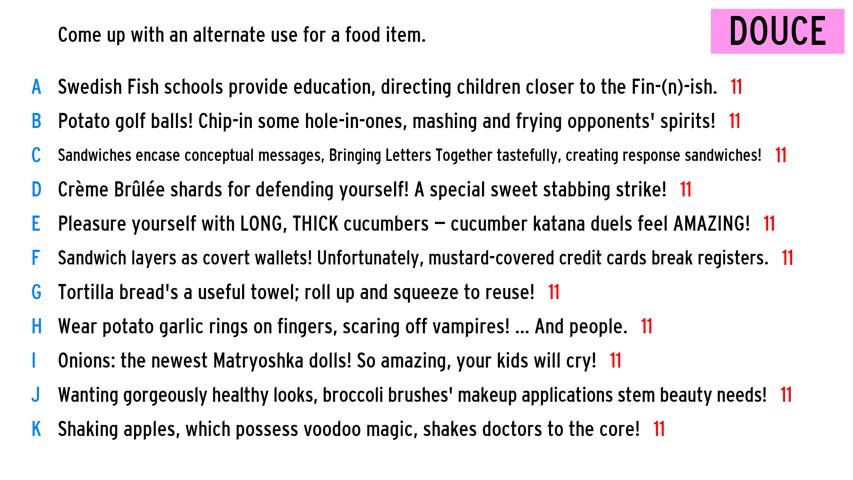 Come up with an alternate use for a food item.
DOUCE
A Swedish Fish schools provide education, directing children closer to the Fin-(n)-ish. 11
B Potato golf balls! Chip-in some hole-in-ones, mashing and frying opponents' spirits! 11
C Sandwiches encase conceptual messages, Bringing Letters Together tastefully, creating response sandwiches! 11
D Crème Brûlée shards for defending yourself! A special sweet stabbing strike! 11
E Pleasure yourself with LONG, THICK cucumbers – cucumber katana duels feel AMAZING! 11
F Sandwich layers as covert wallets! Unfortunately, mustard-covered credit cards break registers. 11
G Tortilla bread's a useful towel; roll up and squeeze to reuse! 11
H Wear potato garlic rings on fingers, scaring off vampires! ... And people. 11
I Onions: the newest Matryoshka dolls! So amazing, your kids will cry! 11
J Wanting gorgeously healthy looks, broccoli brushes' makeup applications stem beauty needs! 11
K Shaking apples, which possess voodoo magic, shakes doctors to the core! 11